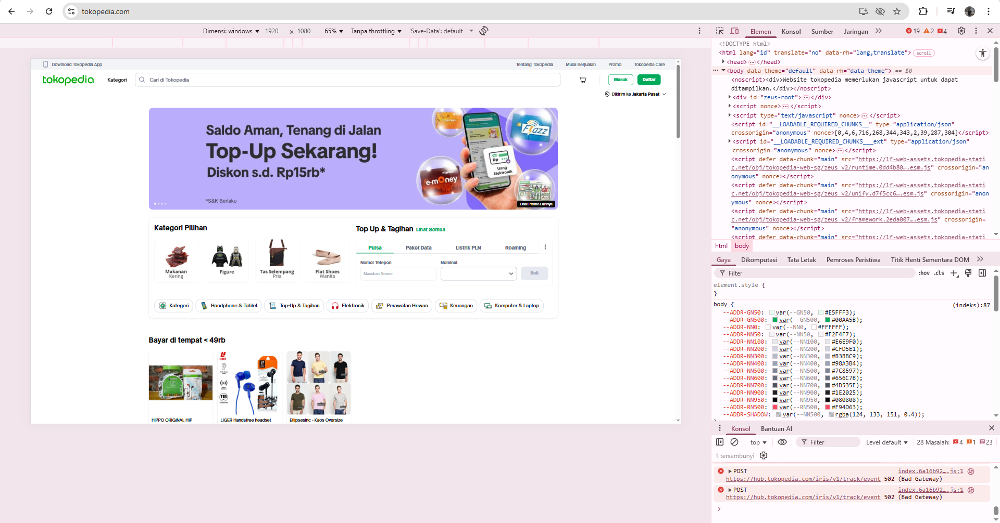 tokopedia.com
Dimensi: windows ▼ 1920 × 1080 65% ▼ Tanpa throttling ▼ 'Save-Data': default
Download Tokopedia App
Tentang Tokopedia Mulai Berjualan Promo Tokopedia Care
tokopedia Kategori Cari di Tokopedia Masuk Daftar
Dikirim ke Jakarta Pusat
Saldo Aman, Tenang di Jalan
Top-Up Sekarang!
Diskon s.d. Rp15rb*
*S&K Berlaku
Flazz
Rp
Uang
Elektronik
mandiri
e-money
Lihat Promo Lainnya
Kategori Pilihan
Makanan
Kering
Figure
Tas Selempang
Pria
Flat Shoes
Wanita
Top Up & Tagihan Lihat Semua
Pulsa Paket Data Listrik PLN Roaming
Nomor Telepon Nominal
Masukan Nomor Beli
Kategori Handphone & Tablet Top-Up & Tagihan Elektronik Perawatan Hewan Keuangan Komputer & Laptop
Bayar di tempat < 49rb
LIGER
115
HIPPO ORIGINAL HIP
LIGER Handsfree headset
EllipsesInc - Kaos Oversize
Elemen Konsol Sumber Jaringan 19 2 4
<!DOCTYPE html>
<html lang="id" translate="no" data-rh="lang,translate"> scroll
<head> … </head>
<body data-theme="default" data-rh="data-theme"> == $0
<noscript><div>Website tokopedia memerlukan javascript untuk dapat
ditampilkan.</div></noscript>
<div id="zeus-root"> … </div>
<script nonce> … </script>
<script type="text/javascript" nonce> … </script>
<script id="__LOADABLE_REQUIRED_CHUNKS__" type="application/json"
crossorigin="anonymous" nonce>[0,4,6,716,268,344,343,2,39,287,304]</script>
<script id="__LOADABLE_REQUIRED_CHUNKS___ext" type="application/json"
crossorigin="anonymous" nonce> … </script>
<script defer data-chunk="main" src="https://lf-web-assets.tokopedia-stati
c.net/obj/tokopedia-web-sg/zeus_v2/runtime.0dd4b80….esm.js" crossorigin="an
onymous" nonce></script>
<script defer data-chunk="main" src="https://lf-web-assets.tokopedia-stati
c.net/obj/tokopedia-web-sg/zeus_v2/unify.d7f5cc6….esm.js" crossorigin="anon
ymous" nonce></script>
<script defer data-chunk="main" src="https://lf-web-assets.tokopedia-stati
c.net/obj/tokopedia-web-sg/zeus_v2/framework.2eda007….esm.js" crossorigin=
"anonymous" nonce></script>
<script defer data-chunk="main" src="https://lf-web-assets.tokopedia-stati
html body
Gaya Dikomputasi Tata Letak Pemroses Peristiwa Titik Henti Sementara DOM
Filter :hov .cls
element.style {
}
body { (indeks):87
--ADDR-GN50: var(--GN50, #E5FFF3);
--ADDR-GN500: var(--GN500, #00AA5B);
--ADDR-NN0: var(--NN0, #FFFFFF);
--ADDR-NN50: var(--NN50, #F2F4F7);
--ADDR-NN100: var(--NN100, #E6E9F0);
--ADDR-NN200: var(--NN200, #CFD5E1);
--ADDR-NN300: var(--NN300, #B3BBC9);
--ADDR-NN400: var(--NN400, #98A3B4);
--ADDR-NN500: var(--NN500, #7C8597);
--ADDR-NN600: var(--NN600, #656C7B);
--ADDR-NN700: var(--NN700, #4D535E);
--ADDR-NN900: var(--NN900, #1E2025);
--ADDR-NN950: var(--NN950, #080808);
--ADDR-RN500: var(--RN500, #F94D63);
--ADDR-SHADOW: var(--NN500, rgba(124, 133, 151, 0.4));
Konsol Bantuan AI
top ▼ Filter Level default ▼ 28 Masalah: 4 1 23
1 tersembunyi
POST index.6a16b92….js:1
https://hub.tokopedia.com/iris/v1/track/event 502 (Bad Gateway)
POST index.6a16b92….js:1
https://hub.tokopedia.com/iris/v1/track/event 502 (Bad Gateway)